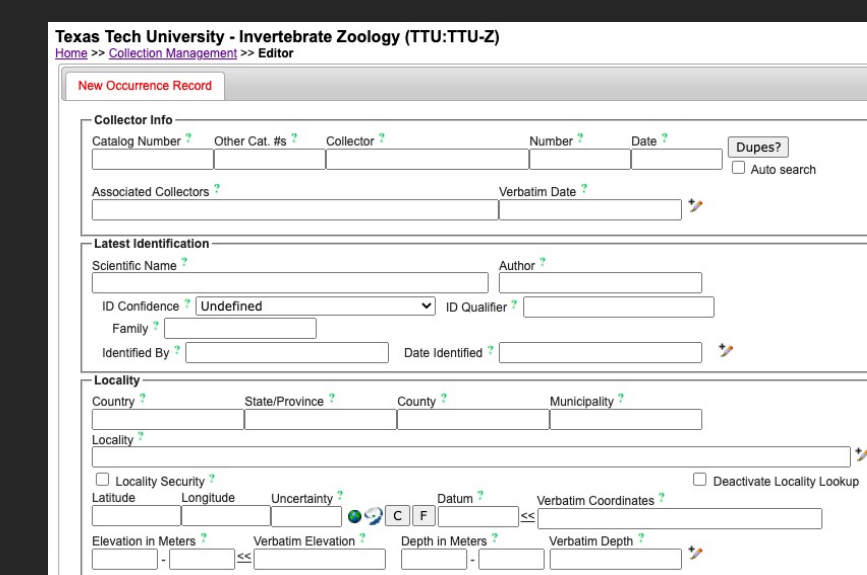 Texas Tech University - Invertebrate Zoology (TTU:TTU-Z)
Home >> Collection Management >> Editor
New Occurrence Record
Collector Info
Catalog Number ? Other Cat. #s ? Collector ? Number ? Date ? Dupes?
Auto search
Associated Collectors ? Verbatim Date ?
Latest Identification
Scientific Name ? Author ?
ID Confidence ? Undefined ID Qualifier ?
Family ?
Identified By ? Date Identified ?
Locality
Country ? State/Province ? County ? Municipality ?
Locality ?
Locality Security ? Deactivate Locality Lookup
Latitude Longitude Uncertainty ? C F Datum ? << Verbatim Coordinates ?
Elevation in Meters ? - << Verbatim Elevation ? Depth in Meters ? - Verbatim Depth ?